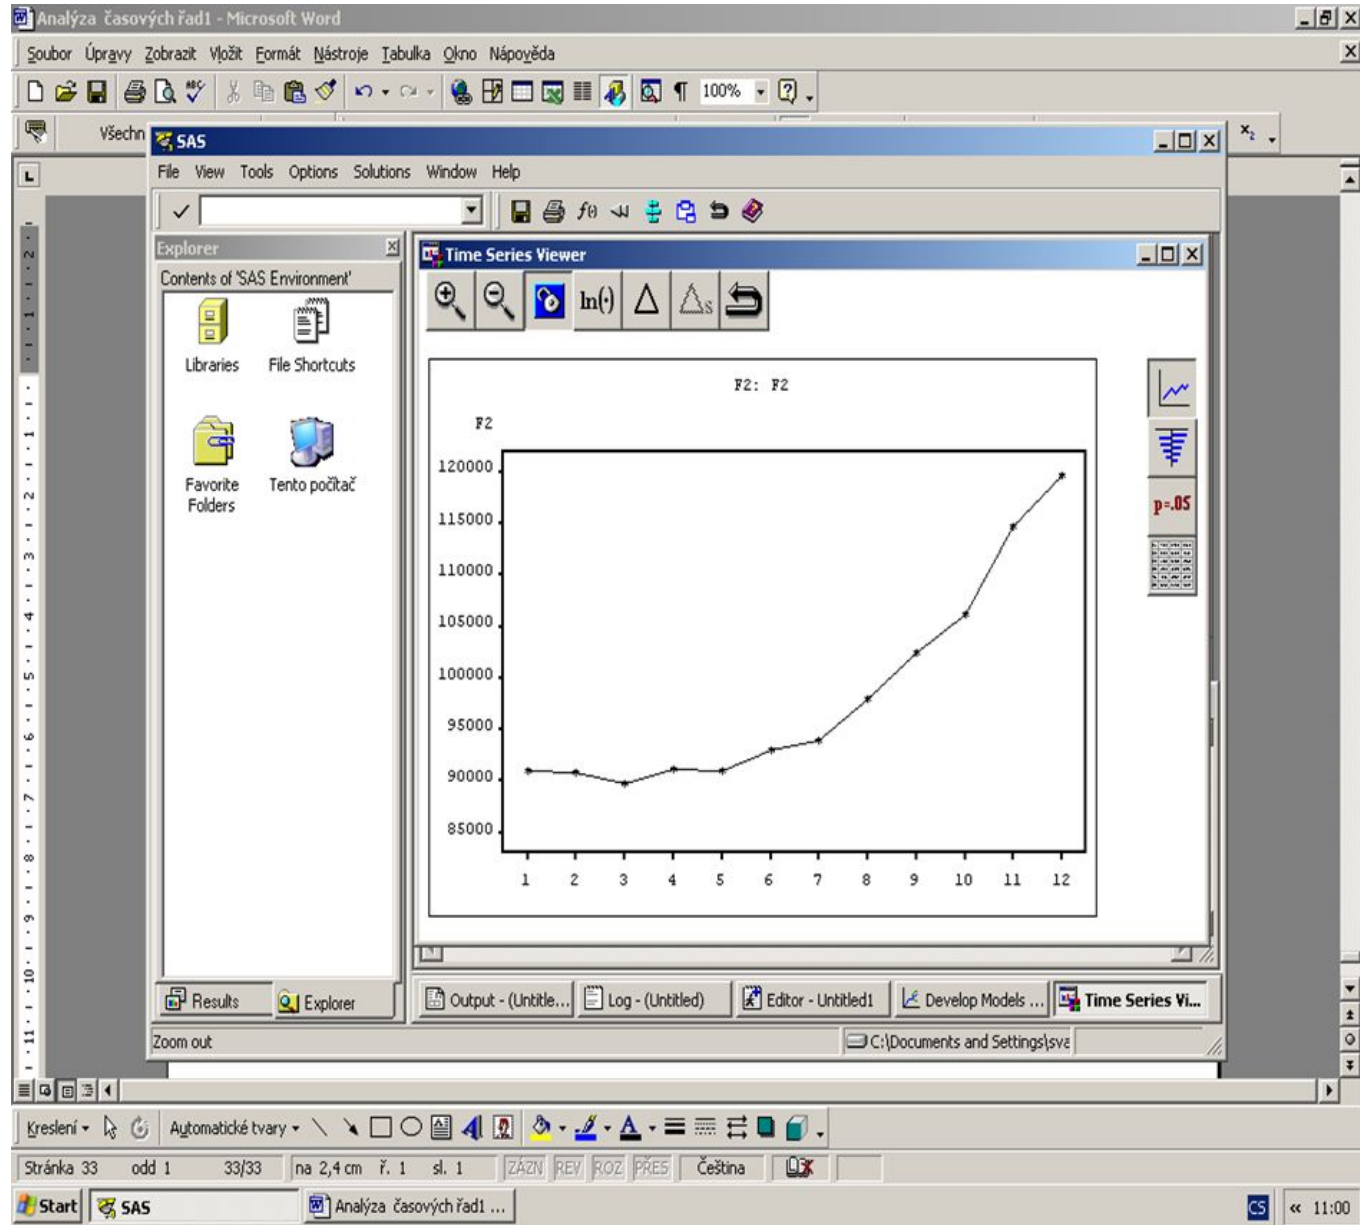 Analýza časových řad1 - Microsoft Word
Soubor Úpravy Zobrazit Vložit Formát Nástroje Tabulka Okno Nápověda
100%
Všechn
x₂
SAS
File View Tools Options Solutions Window Help
Explorer
Contents of 'SAS Environment'
Libraries File Shortcuts
Favorite Folders Tento počítač
Time Series Viewer
ln(·) Δ Δs
F2: F2
F2
120000
115000
110000
105000
100000
95000
90000
85000
1 2 3 4 5 6 7 8 9 10 11 12
p=.05
Results Explorer
Output - (Untitle... Log - (Untitled) Editor - Untitled1 Develop Models ... Time Series Vi...
Zoom out C:\Documents and Settings\sva
Kreslení Automatické tvary
Stránka 33 odd 1 33/33 na 2,4 cm ř. 1 sl. 1 ZÁZN REV ROZ PŘES Čeština
Start SAS Analýza časových řad1 ... CS « 11:00